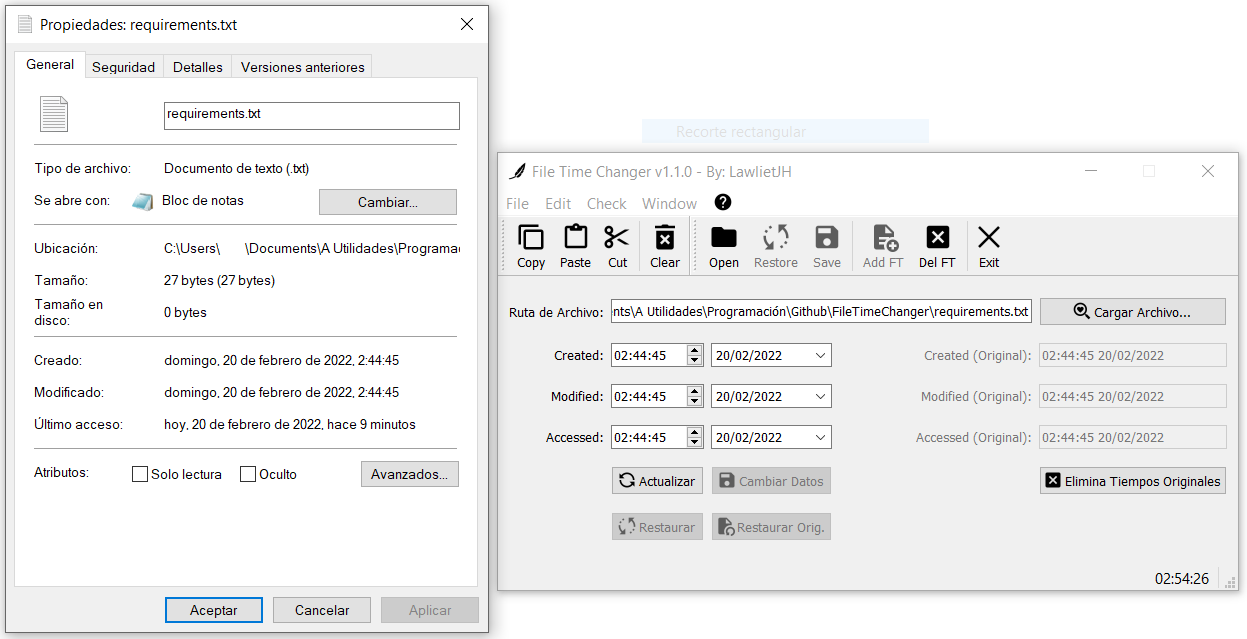 Propiedades: requirements.txt
General
Seguridad
Detalles
Versiones anteriores
requirements.txt
Tipo de archivo: Documento de texto (.txt)
Se abre con: Bloc de notas Cambiar...
Ubicación: C:\Users\ \Documents\A Utilidades\Programac
Tamaño: 27 bytes (27 bytes)
Tamaño en
disco: 0 bytes
Creado: domingo, 20 de febrero de 2022, 2:44:45
Modificado: domingo, 20 de febrero de 2022, 2:44:45
Último acceso: hoy, 20 de febrero de 2022, hace 9 minutos
Atributos: Solo lectura Oculto Avanzados...
Aceptar Cancelar Aplicar
Recorte rectangular
File Time Changer v1.1.0 - By: LawlietJH
File Edit Check Window ?
Copy Paste Cut Clear Open Restore Save Add FT Del FT Exit
Ruta de Archivo: ents\A Utilidades\Programación\Github\FileTimeChanger\requirements.txt Cargar Archivo...
Created: 02:44:45 20/02/2022 Created (Original): 02:44:45 20/02/2022
Modified: 02:44:45 20/02/2022 Modified (Original): 02:44:45 20/02/2022
Accessed: 02:44:45 20/02/2022 Accessed (Original): 02:44:45 20/02/2022
Actualizar Cambiar Datos Elimina Tiempos Originales
Restaurar Restaurar Orig.
02:54:26